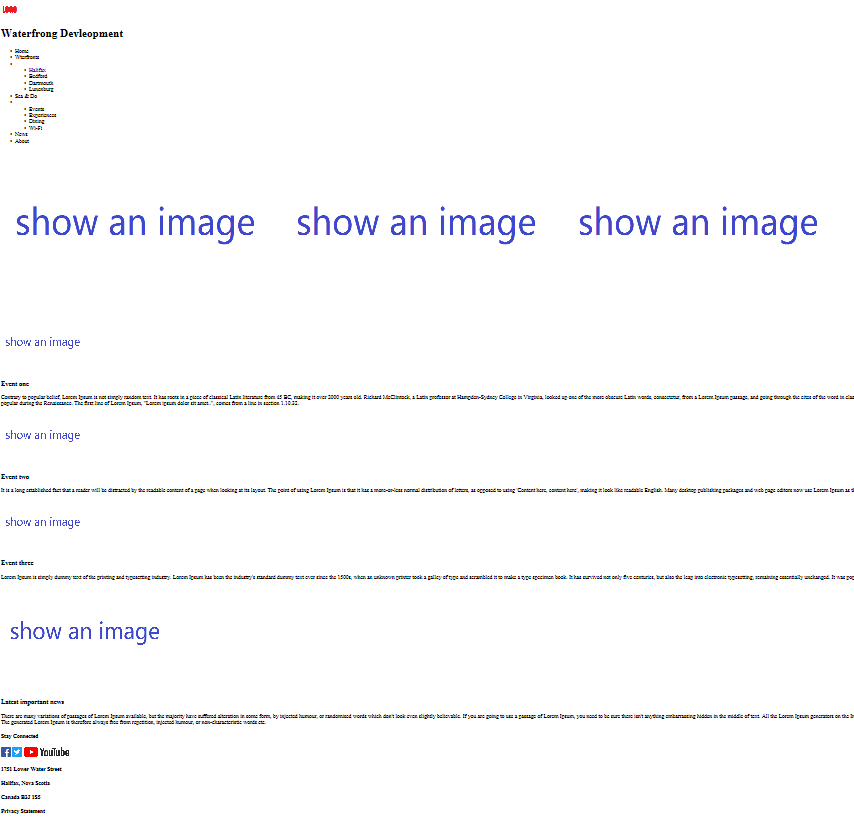 LOGO
Waterfrong Devleopment
Home
Waterfronts
Halifax
Bedford
Dartmouth
Lunenburg
Sea & Do
Events
Experiences
Dining
Wi-Fi
News
About
show an image show an image show an image
show an image
Event one
Contrary to popular belief, Lorem Ipsum is not simply random text. It has roots in a piece of classical Latin literature from 45 BC, making it over 2000 years old. Richard McClintock, a Latin professor at Hampden-Sydney College in Virginia, looked up one of the more obscure Latin words, consectetur, from a Lorem Ipsum passage, and going through the cites of the word in clas
popular during the Renaissance. The first line of Lorem Ipsum, "Lorem ipsum dolor sit amet..", comes from a line in section 1.10.32.
show an image
Event two
It is a long established fact that a reader will be distracted by the readable content of a page when looking at its layout. The point of using Lorem Ipsum is that it has a more-or-less normal distribution of letters, as opposed to using 'Content here, content here', making it look like readable English. Many desktop publishing packages and web page editors now use Lorem Ipsum as th
show an image
Event three
Lorem Ipsum is simply dummy text of the printing and typesetting industry. Lorem Ipsum has been the industry's standard dummy text ever since the 1500s, when an unknown printer took a galley of type and scrambled it to make a type specimen book. It has survived not only five centuries, but also the leap into electronic typesetting, remaining essentially unchanged. It was pop
show an image
Latest important news
There are many variations of passages of Lorem Ipsum available, but the majority have suffered alteration in some form, by injected humour, or randomised words which don't look even slightly believable. If you are going to use a passage of Lorem Ipsum, you need to be sure there isn't anything embarrassing hidden in the middle of text. All the Lorem Ipsum generators on the In
The generated Lorem Ipsum is therefore always free from repetition, injected humour, or non-characteristic words etc.
Stay Connected
YouTube
1751 Lower Water Street
Halifax, Nova Scotia
Canada B3J 1S5
Privacy Statement